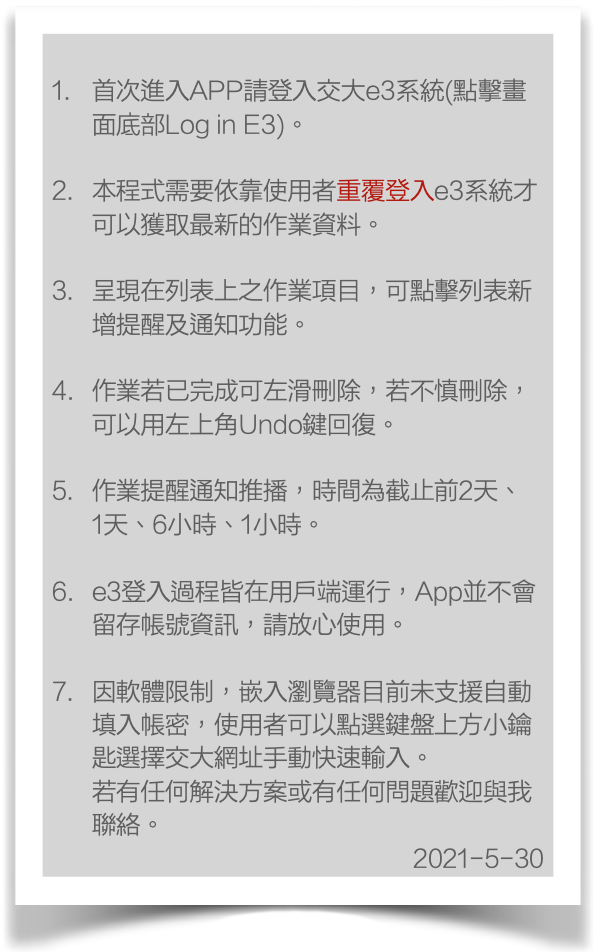 1. 首次進入APP請登入交大e3系統(點擊畫
面底部Log in E3)。
2. 本程式需要依靠使用者重覆登入e3系統才
可以獲取最新的作業資料。
3. 呈現在列表上之作業項目，可點擊列表新
增提醒及通知功能。
4. 作業若已完成可左滑刪除，若不慎刪除，
可以用左上角Undo鍵回復。
5. 作業提醒通知推播，時間為截止前2天、
1天、6小時、1小時。
6. e3登入過程皆在用戶端運行，App並不會
留存帳號資訊，請放心使用。
7. 因軟體限制，嵌入瀏覽器目前未支援自動
填入帳密，使用者可以點選鍵盤上方小鑰
匙選擇交大網址手動快速輸入。
若有任何解決方案或有任何問題歡迎與我
聯絡。
2021-5-30